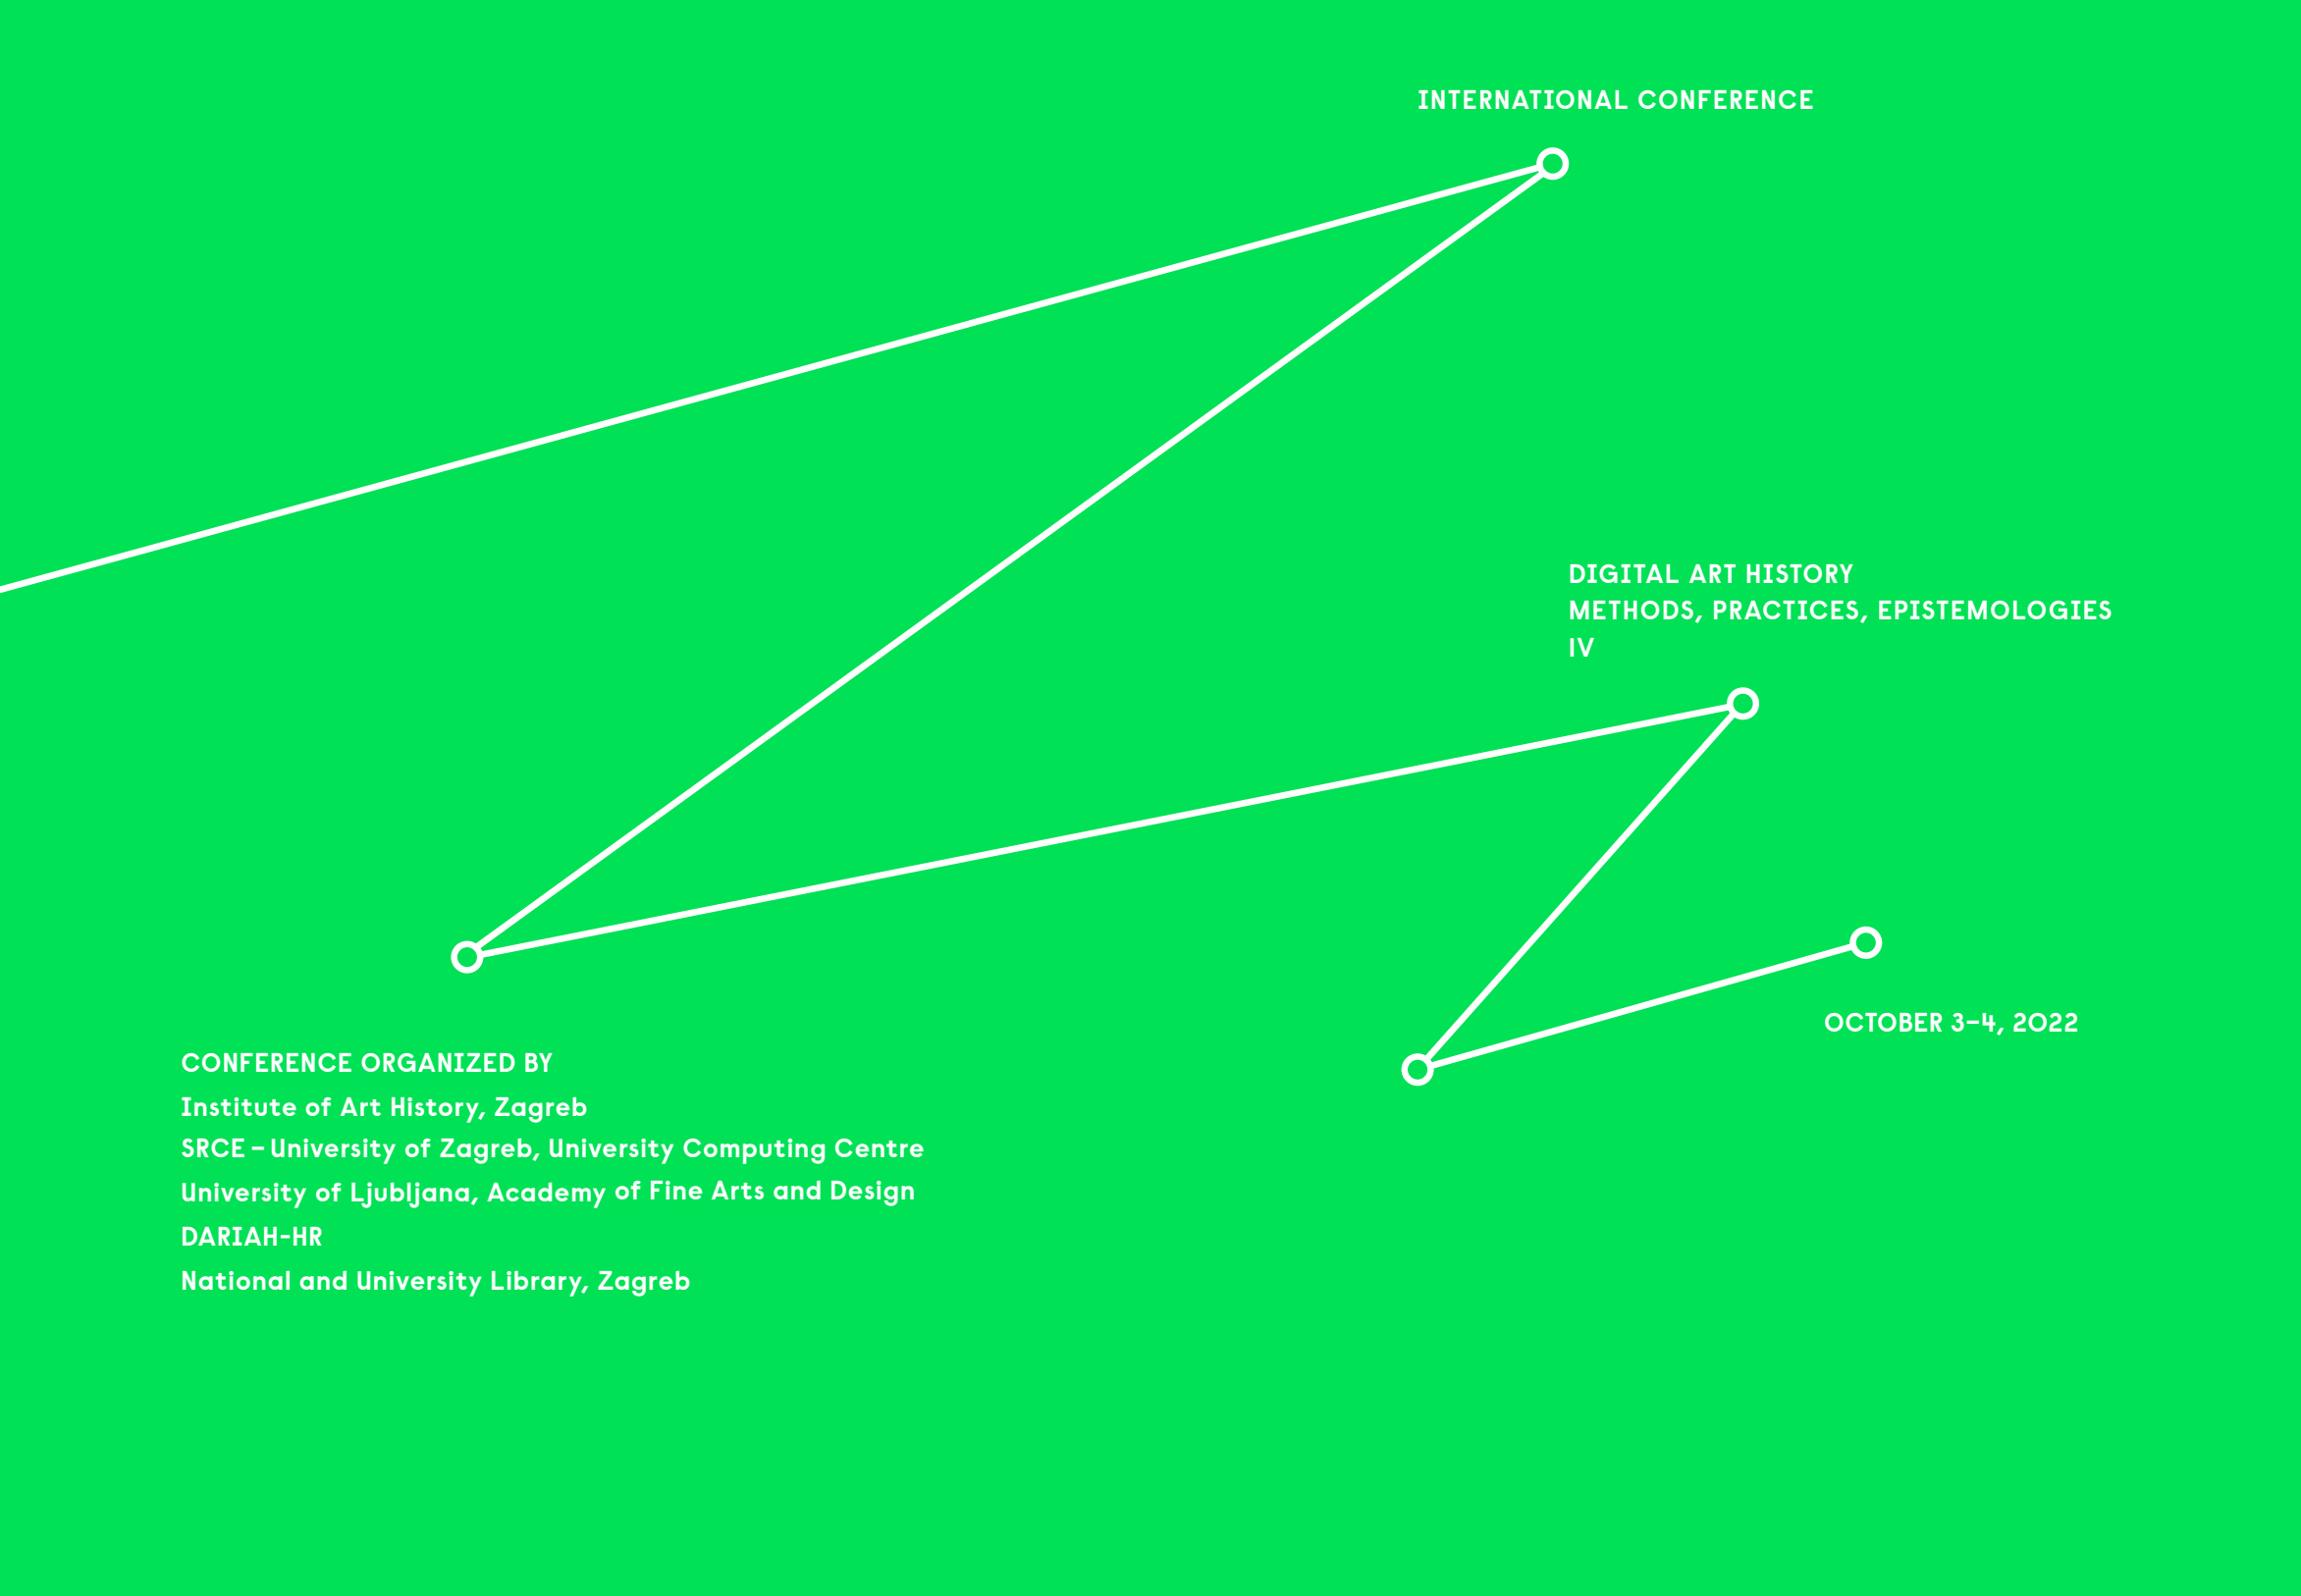 INTERNATIONAL CONFERENCE
DIGITAL ART HISTORY
METHODS, PRACTICES, EPISTEMOLOGIES
IV
OCTOBER 3–4, 2022
CONFERENCE ORGANIZED BY
Institute of Art History, Zagreb
SRCE – University of Zagreb, University Computing Centre
University of Ljubljana, Academy of Fine Arts and Design
DARIAH-HR
National and University Library, Zagreb